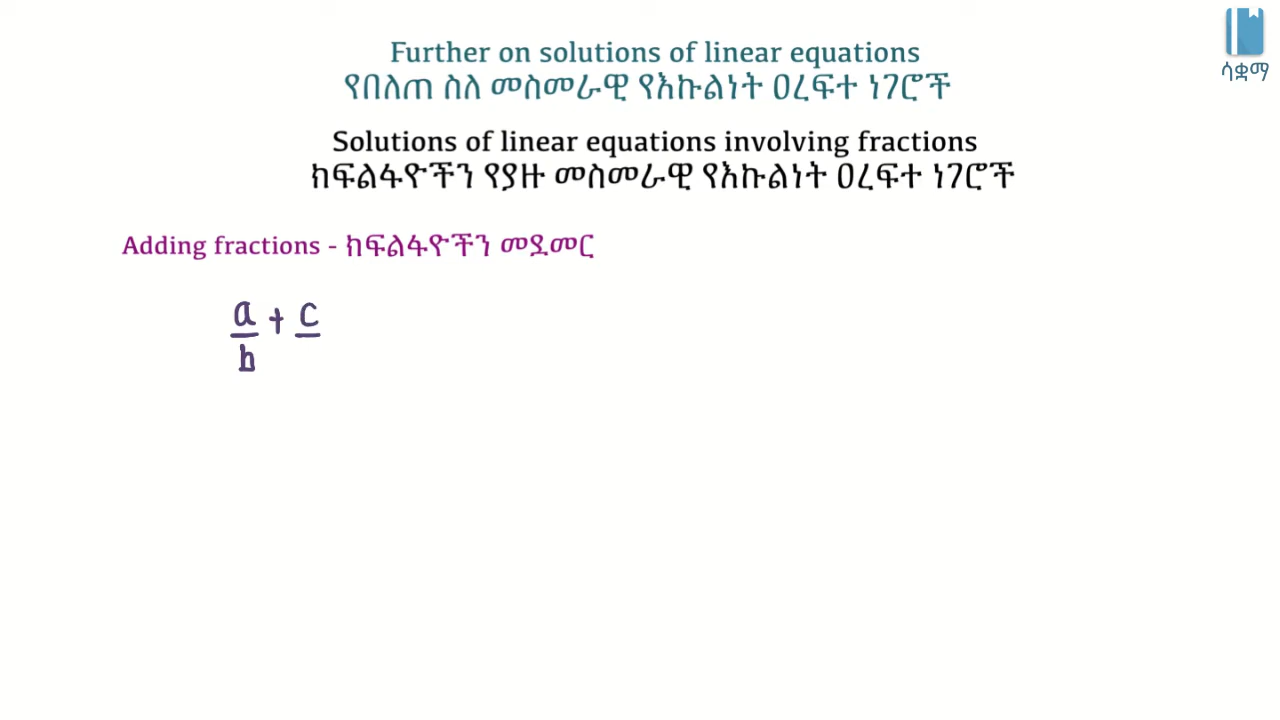 Further on solutions of linear equations
የበለጠ ስለ መስመራዊ የእኩልነት ዐረፍተ ነገሮች
ሳቋማ
Solutions of linear equations involving fractions
ክፍልፋዮችን የያዙ መስመራዊ የእኩልነት ዐረፍተ ነገሮች
Adding fractions - ክፍልፋዮችን መደመር
a + c
b